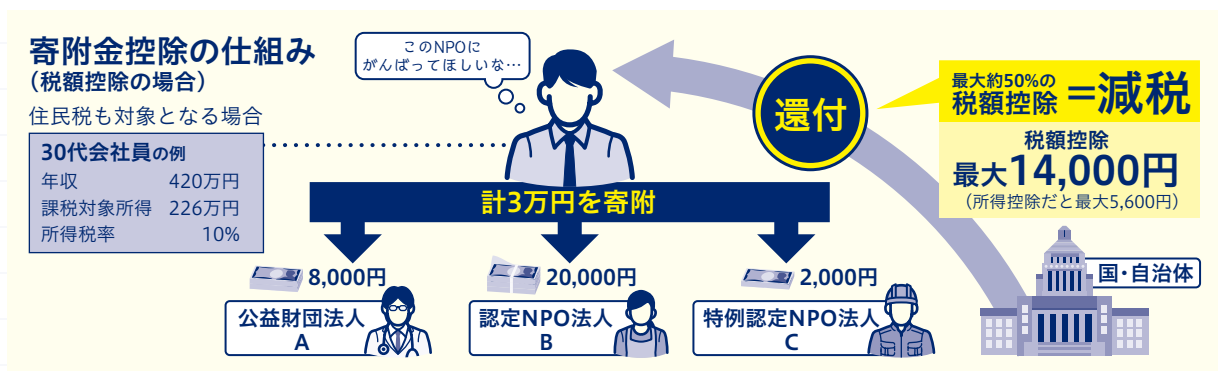 寄附金控除の仕組み
（税額控除の場合）
住民税も対象となる場合
30代会社員の例
年収 420万円
課税対象所得 226万円
所得税率 10%
このNPOに
がんばってほしいな…
還付
最大約50%の
税額控除＝減税
税額控除
最大14,000円
（所得控除だと最大5,600円）
計3万円を寄附
8,000円
公益財団法人
A
20,000円
認定NPO法人
B
2,000円
特例認定NPO法人
C
国・自治体